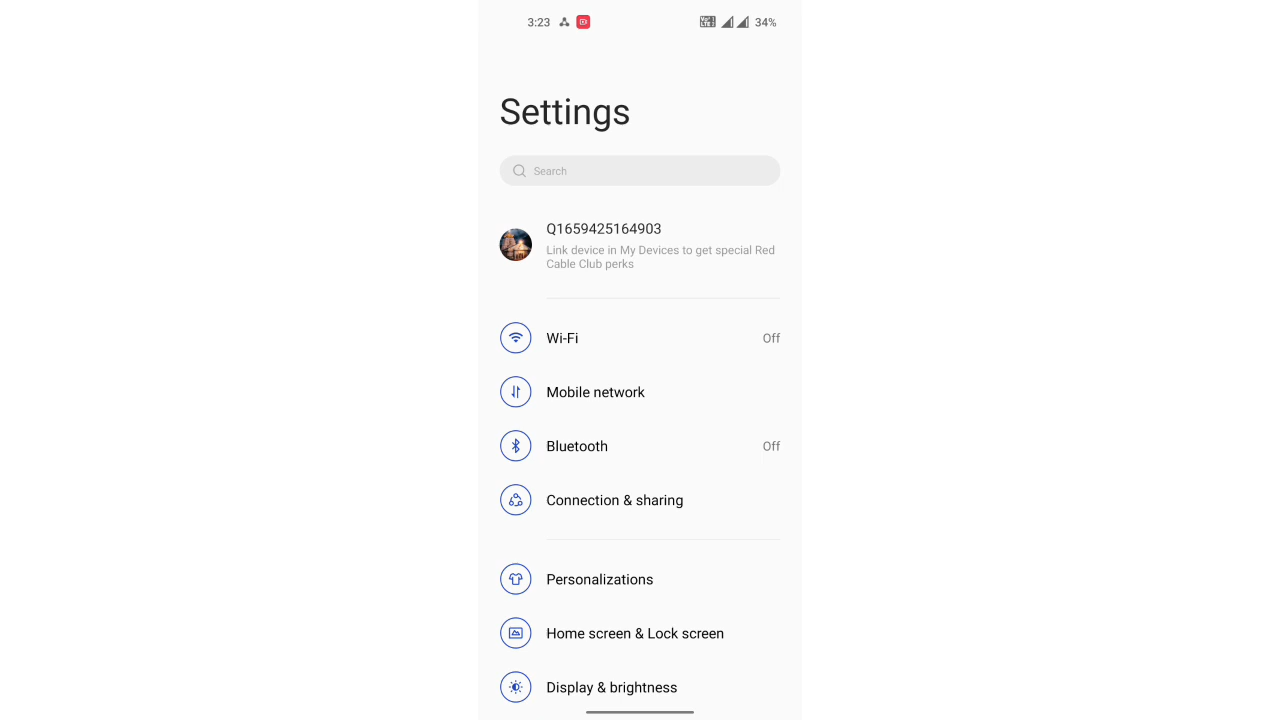 3:23 34%
Settings
Search
Q1659425164903
Link device in My Devices to get special Red
Cable Club perks
Wi-Fi Off
Mobile network
Bluetooth Off
Connection & sharing
Personalizations
Home screen & Lock screen
Display & brightness